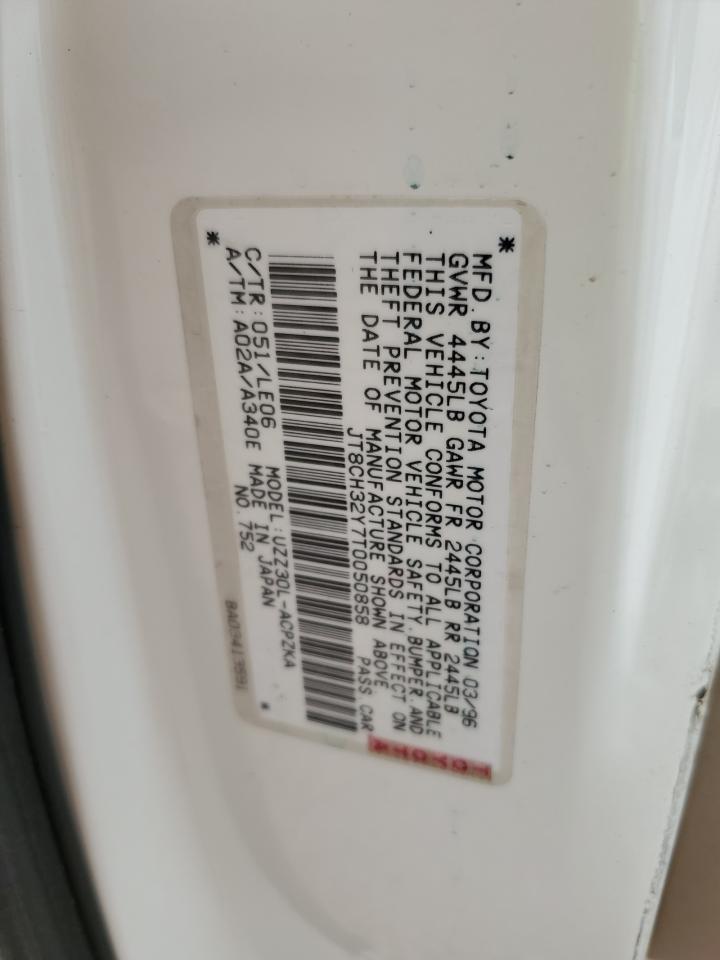 * MFD. BY: TOYOTA MOTOR CORPORATION 03/96
GVWR 4445LB GAWR FR 2445LB RR 2445LB
THIS VEHICLE CONFORMS TO ALL APPLICABLE
FEDERAL MOTOR VEHICLE SAFETY, BUMPER, AND
THEFT PREVENTION STANDARDS IN EFFECT ON
THE DATE OF MANUFACTURE SHOWN ABOVE
JT8CH32Y7T0050858 PASS CAR
TOYOTA
C/TR: 051/LE06 MODEL: UZZ30L-ACPZKA
A/TM: A02A/A340E MADE IN JAPAN
* NO. 752 *